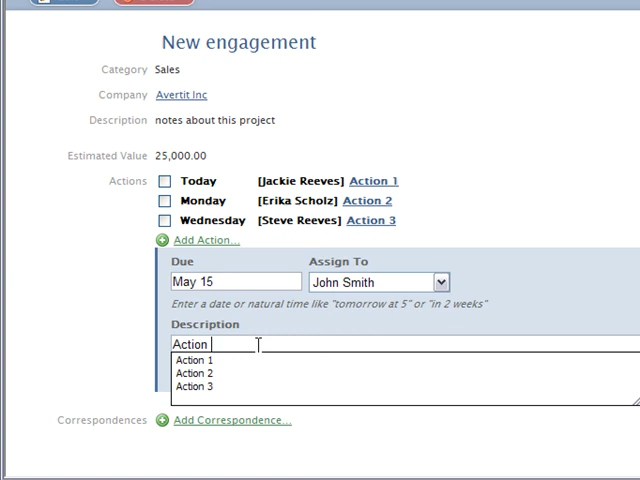 New engagement
Category Sales
Company Avertit Inc
Description notes about this project
Estimated Value 25,000.00
Actions Today [Jackie Reeves] Action 1
Monday [Erika Scholz] Action 2
Wednesday [Steve Reeves] Action 3
Add Action...
Due Assign To
May 15 John Smith
Enter a date or natural time like "tomorrow at 5" or "in 2 weeks"
Description
Action
Action 1
Action 2
Action 3
Correspondences Add Correspondence...